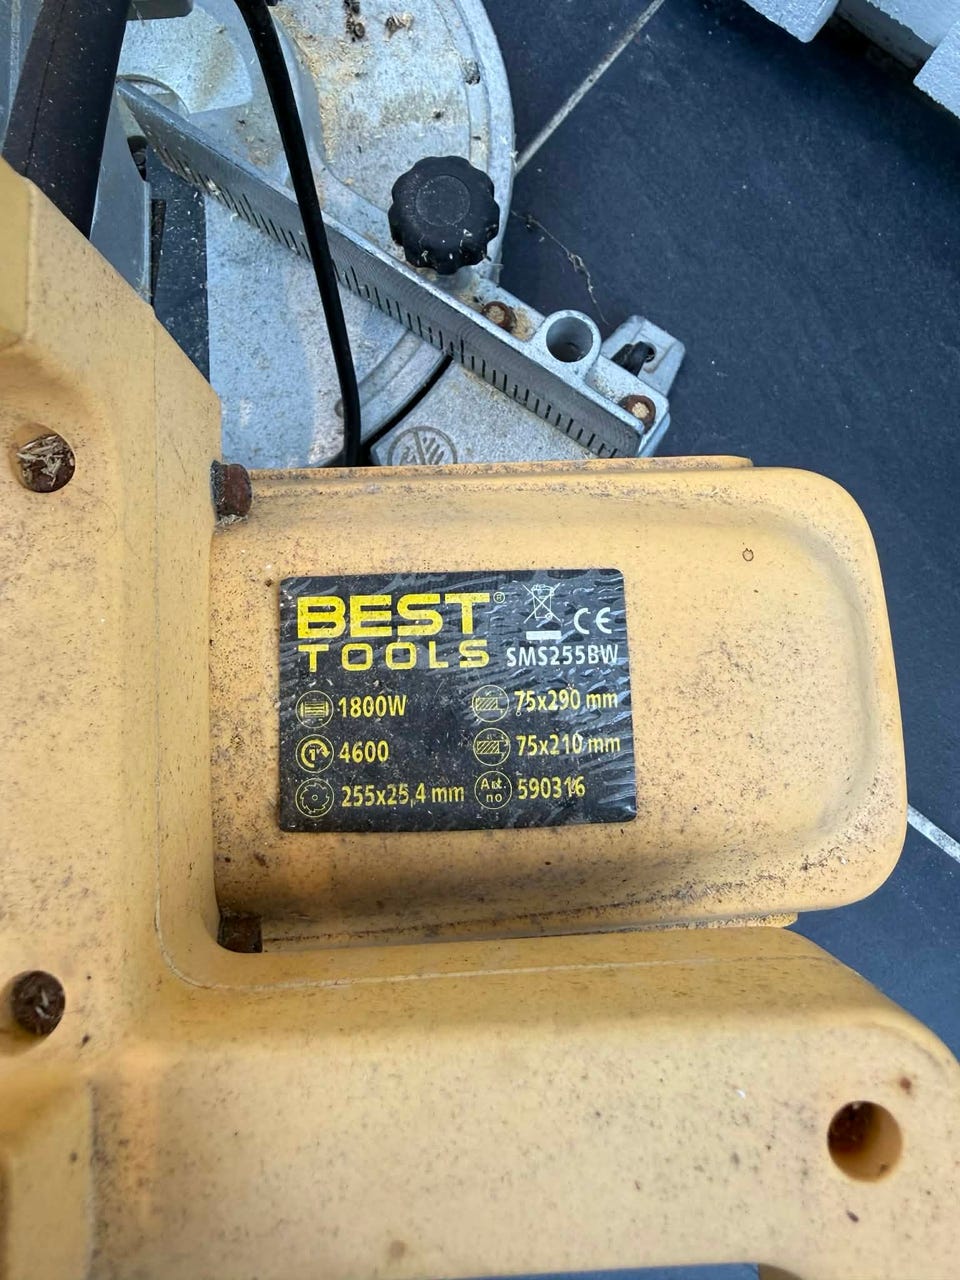 BEST®
TOOLS
CE
SMS255BW
1800W
75x290 mm
4600
75x210 mm
255x25,4 mm
Art.
no
590316